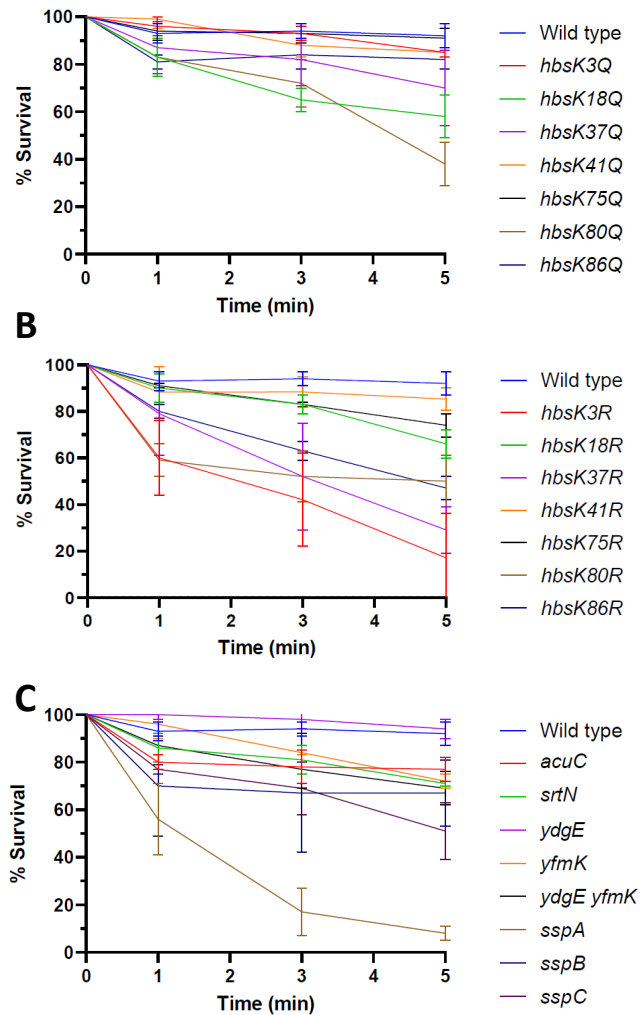 100
80
60
40
20
0
% Survival
0 1 2 3 4 5
Time (min)
Wild type
hbsK3Q
hbsK18Q
hbsK37Q
hbsK41Q
hbsK75Q
hbsK80Q
hbsK86Q
B
100
80
60
40
20
0
% Survival
0 1 2 3 4 5
Time (min)
Wild type
hbsK3R
hbsK18R
hbsK37R
hbsK41R
hbsK75R
hbsK80R
hbsK86R
C
100
80
60
40
20
0
% Survival
0 1 2 3 4 5
Time (min)
Wild type
acuC
srtN
ydgE
yfmK
ydgE yfmK
sspA
sspB
sspC